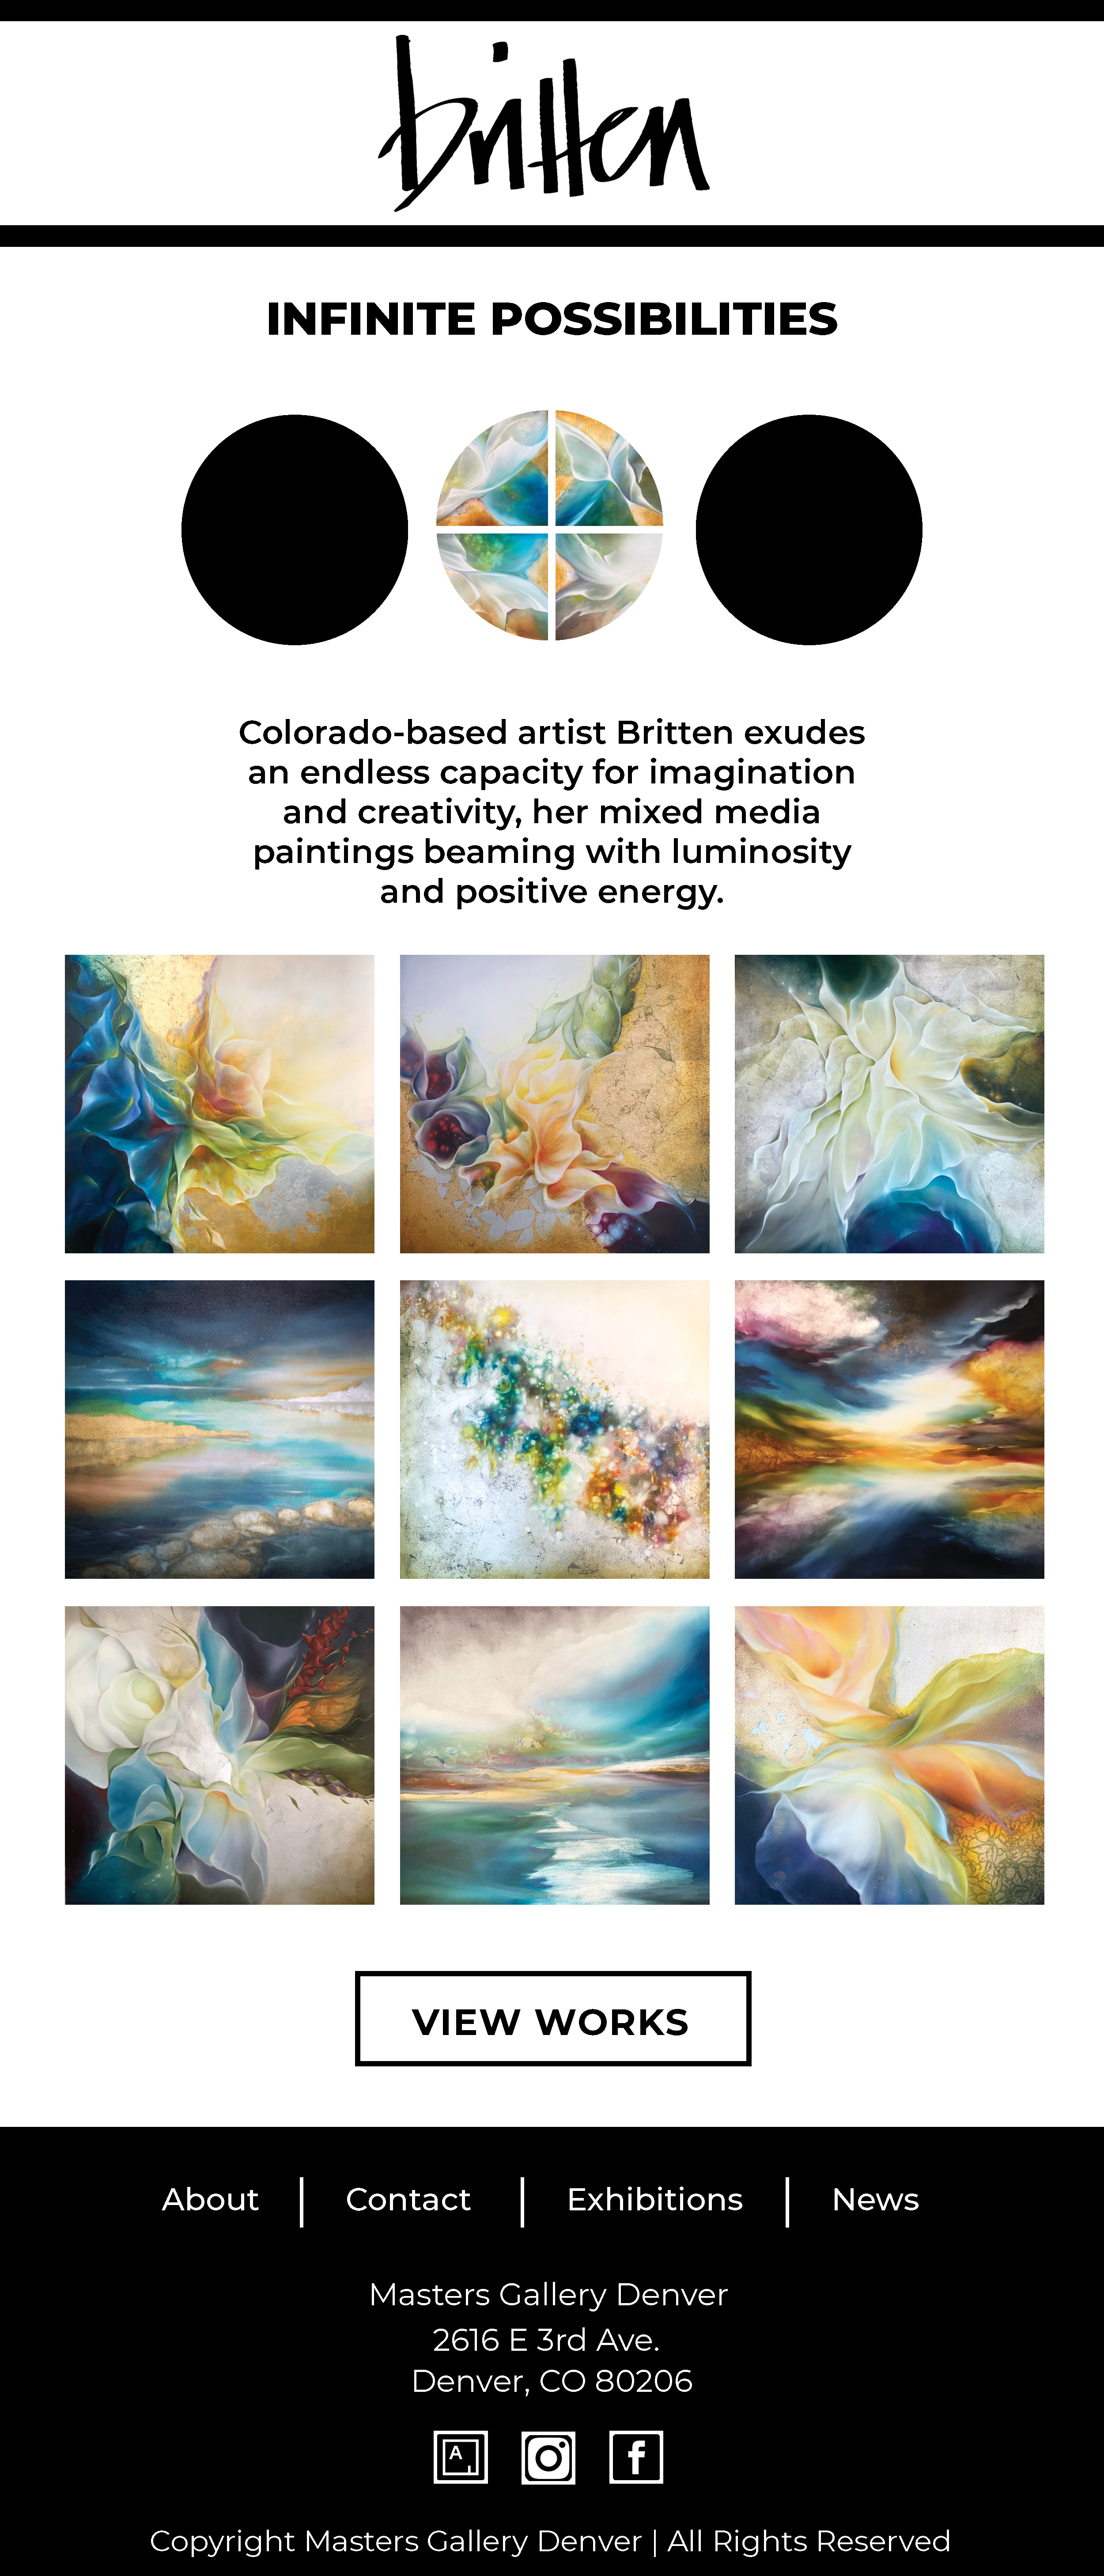 britten
INFINITE POSSIBILITIES
Colorado-based artist Britten exudes
an endless capacity for imagination
and creativity, her mixed media
paintings beaming with luminosity
and positive energy.
VIEW WORKS
About | Contact | Exhibitions | News
Masters Gallery Denver
2616 E 3rd Ave.
Denver, CO 80206
A
Copyright Masters Gallery Denver | All Rights Reserved